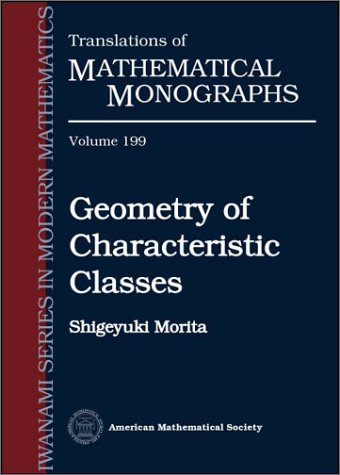 Translations of
MATHEMATICAL
MONOGRAPHS
Volume 199
Geometry of
Characteristic
Classes
Shigeyuki Morita
American Mathematical Society
IWANAMI SERIES IN MODERN MATHEMATICS